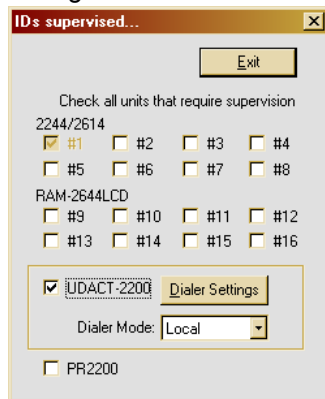 IDs supervised...
Exit
Check all units that require supervision
2244/2614
#1 #2 #3 #4
#5 #6 #7 #8
RAM-2644LCD
#9 #10 #11 #12
#13 #14 #15 #16
UDACT-2200 Dialer Settings
Dialer Mode: Local
PR2200